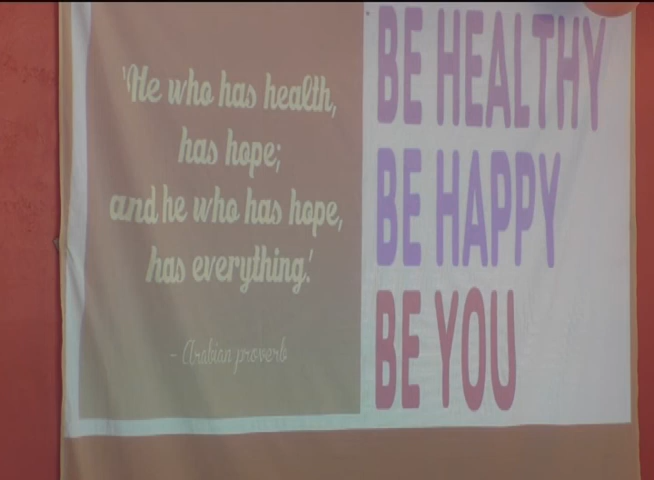 'He who has health,
has hope;
and he who has hope,
has everything.'
- Arabian proverb
BE HEALTHY
BE HAPPY
BE YOU